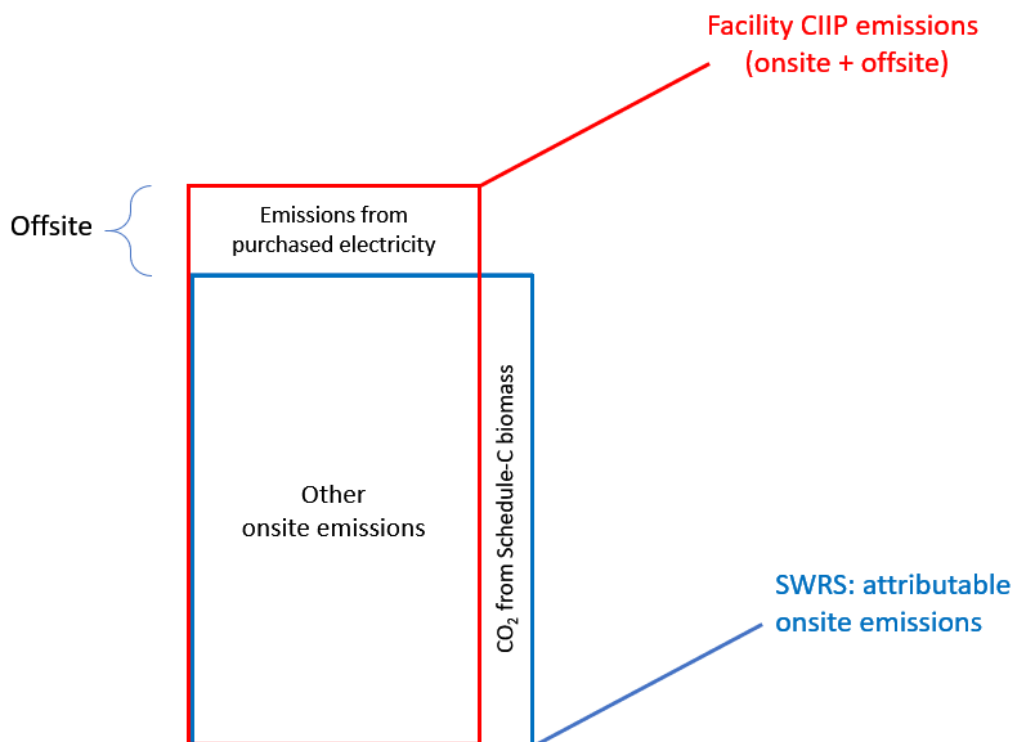 Facility CIIP emissions
(onsite + offsite)
Offsite
Emissions from
purchased electricity
Other
onsite emissions
CO₂ from Schedule-C biomass
SWRS: attributable
onsite emissions